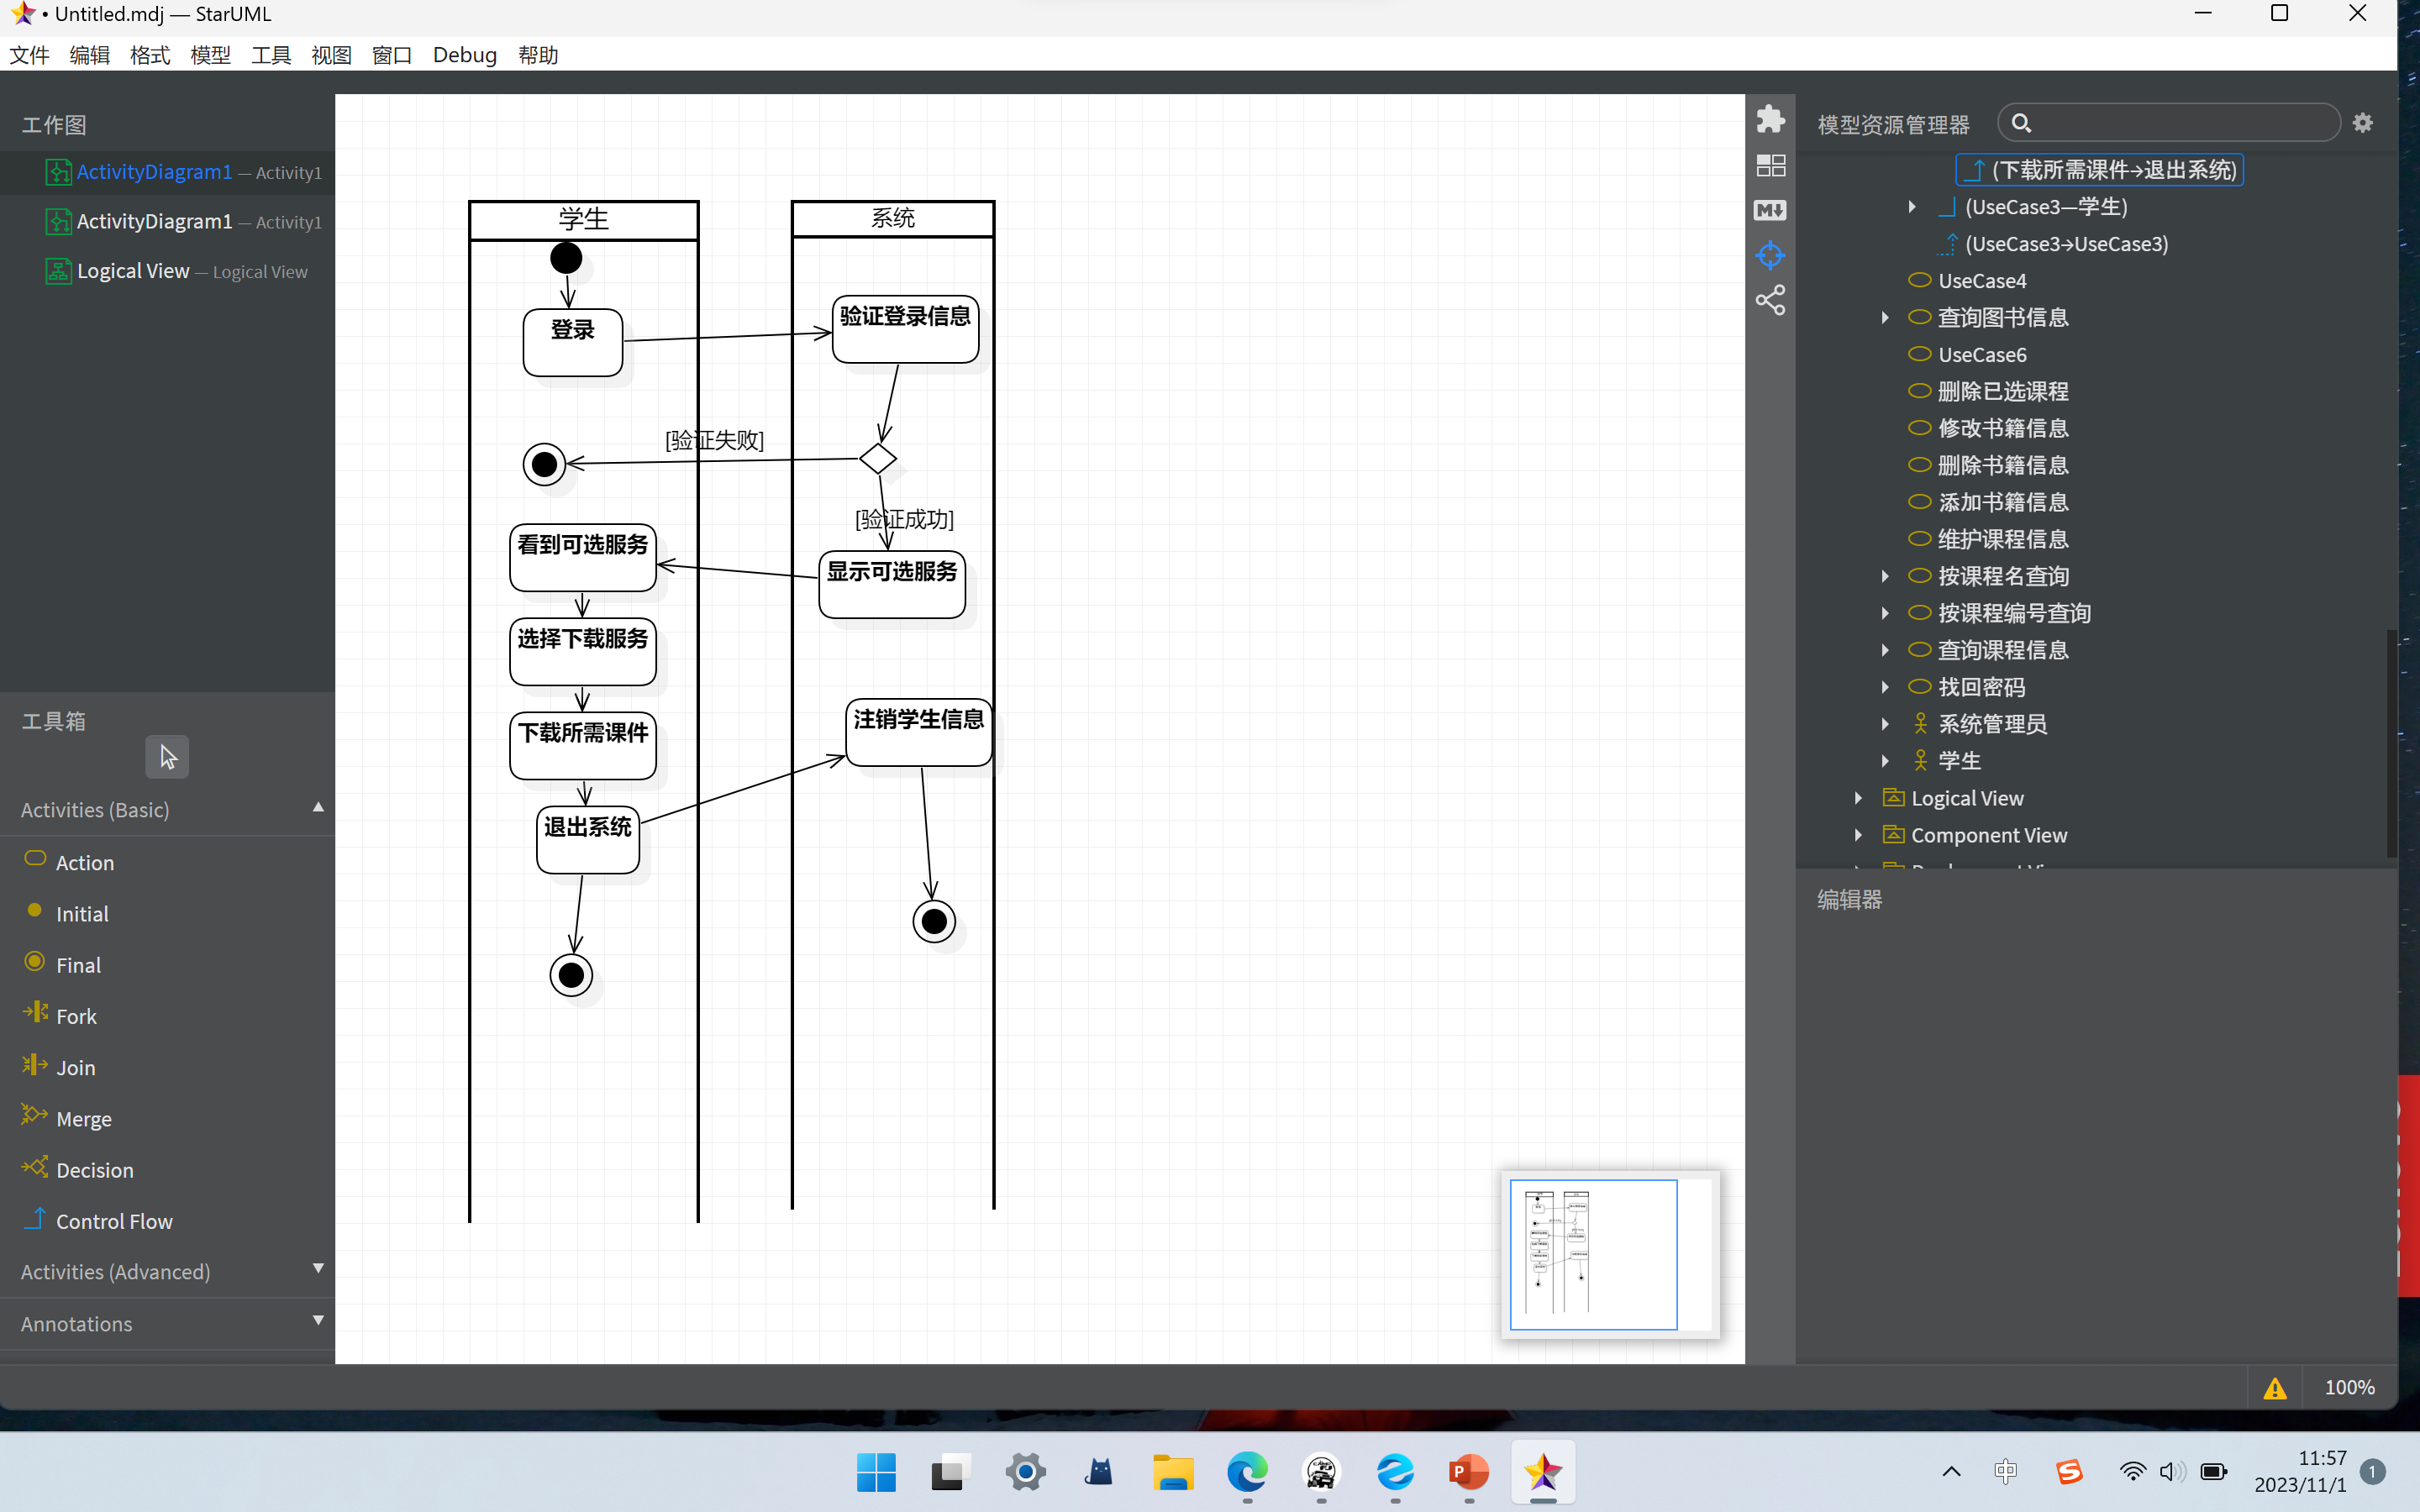 • Untitled.mdj — StarUML
文件 编辑 格式 模型 工具 视图 窗口 Debug 帮助
工作图
ActivityDiagram1 — Activity1
ActivityDiagram1 — Activity1
Logical View — Logical View
工具箱
Activities (Basic)
Action
Initial
Final
Fork
Join
Merge
Decision
Control Flow
Activities (Advanced)
Annotations
学生
系统
登录
验证登录信息
[验证失败]
[验证成功]
看到可选服务
显示可选服务
选择下载服务
下载所需课件
注销学生信息
退出系统
模型资源管理器
(下载所需课件→退出系统)
(UseCase3—学生)
(UseCase3→UseCase3)
UseCase4
查询图书信息
UseCase6
删除已选课程
修改书籍信息
删除书籍信息
添加书籍信息
维护课程信息
按课程名查询
按课程编号查询
查询课程信息
找回密码
系统管理员
学生
Logical View
Component View
编辑器
100%
中
11:57
2023/11/1
1